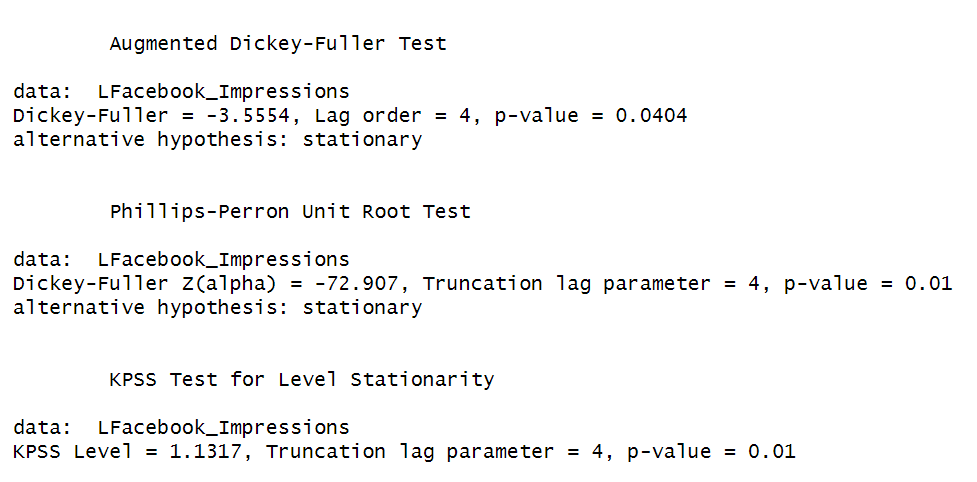 Augmented Dickey-Fuller Test
data:  LFacebook_Impressions
Dickey-Fuller = -3.5554, Lag order = 4, p-value = 0.0404
alternative hypothesis: stationary
Phillips-Perron Unit Root Test
data:  LFacebook_Impressions
Dickey-Fuller Z(alpha) = -72.907, Truncation lag parameter = 4, p-value = 0.01
alternative hypothesis: stationary
KPSS Test for Level Stationarity
data:  LFacebook_Impressions
KPSS Level = 1.1317, Truncation lag parameter = 4, p-value = 0.01